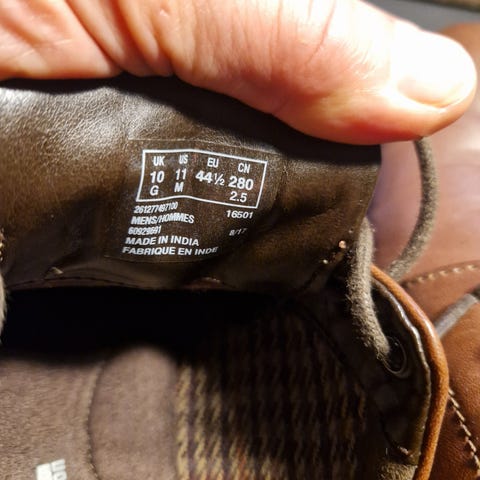 UK US EU CN
10 11 44½ 280
G M 2.5
261277497100 16501
MENS/HOMMES
60929891 8/17
MADE IN INDIA
FABRIQUE EN INDE